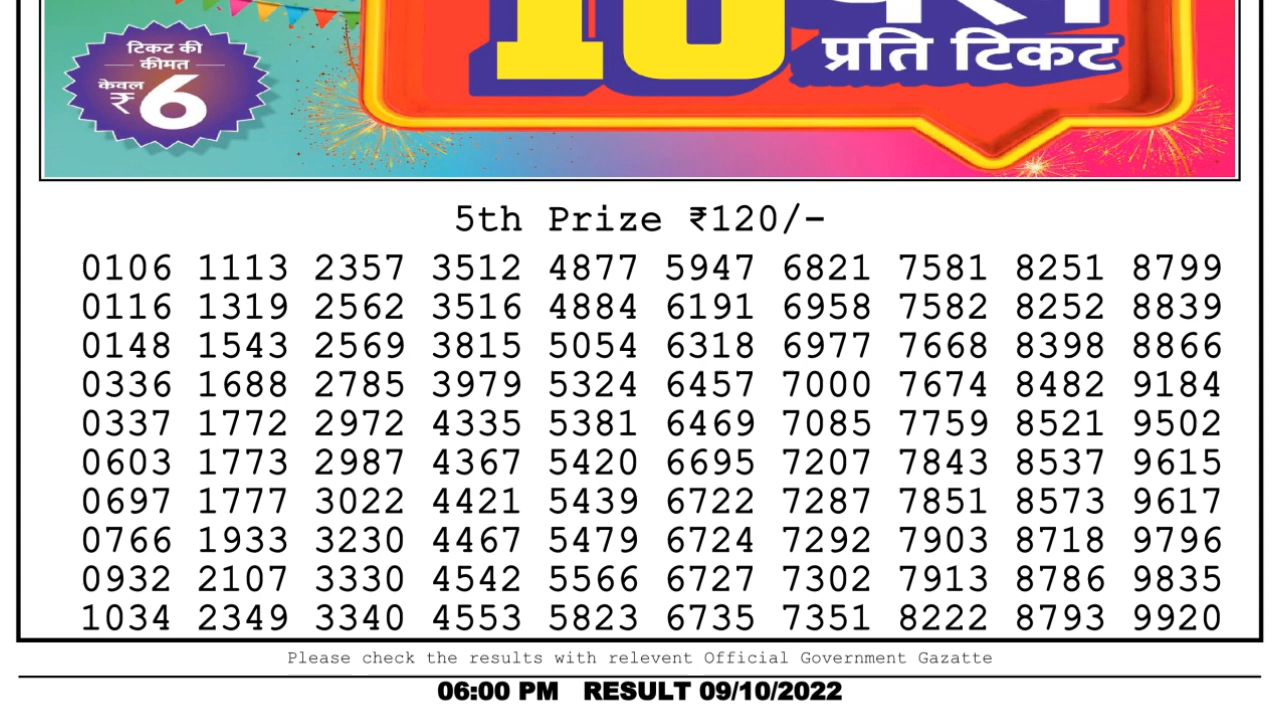 टिकट की
कीमत
केवल
₹6
10
प्रति टिकट
5th Prize ₹120/-
0106 1113 2357 3512 4877 5947 6821 7581 8251 8799
0116 1319 2562 3516 4884 6191 6958 7582 8252 8839
0148 1543 2569 3815 5054 6318 6977 7668 8398 8866
0336 1688 2785 3979 5324 6457 7000 7674 8482 9184
0337 1772 2972 4335 5381 6469 7085 7759 8521 9502
0603 1773 2987 4367 5420 6695 7207 7843 8537 9615
0697 1777 3022 4421 5439 6722 7287 7851 8573 9617
0766 1933 3230 4467 5479 6724 7292 7903 8718 9796
0932 2107 3330 4542 5566 6727 7302 7913 8786 9835
1034 2349 3340 4553 5823 6735 7351 8222 8793 9920
Please check the results with relevent Official Government Gazatte
06:00 PM RESULT 09/10/2022